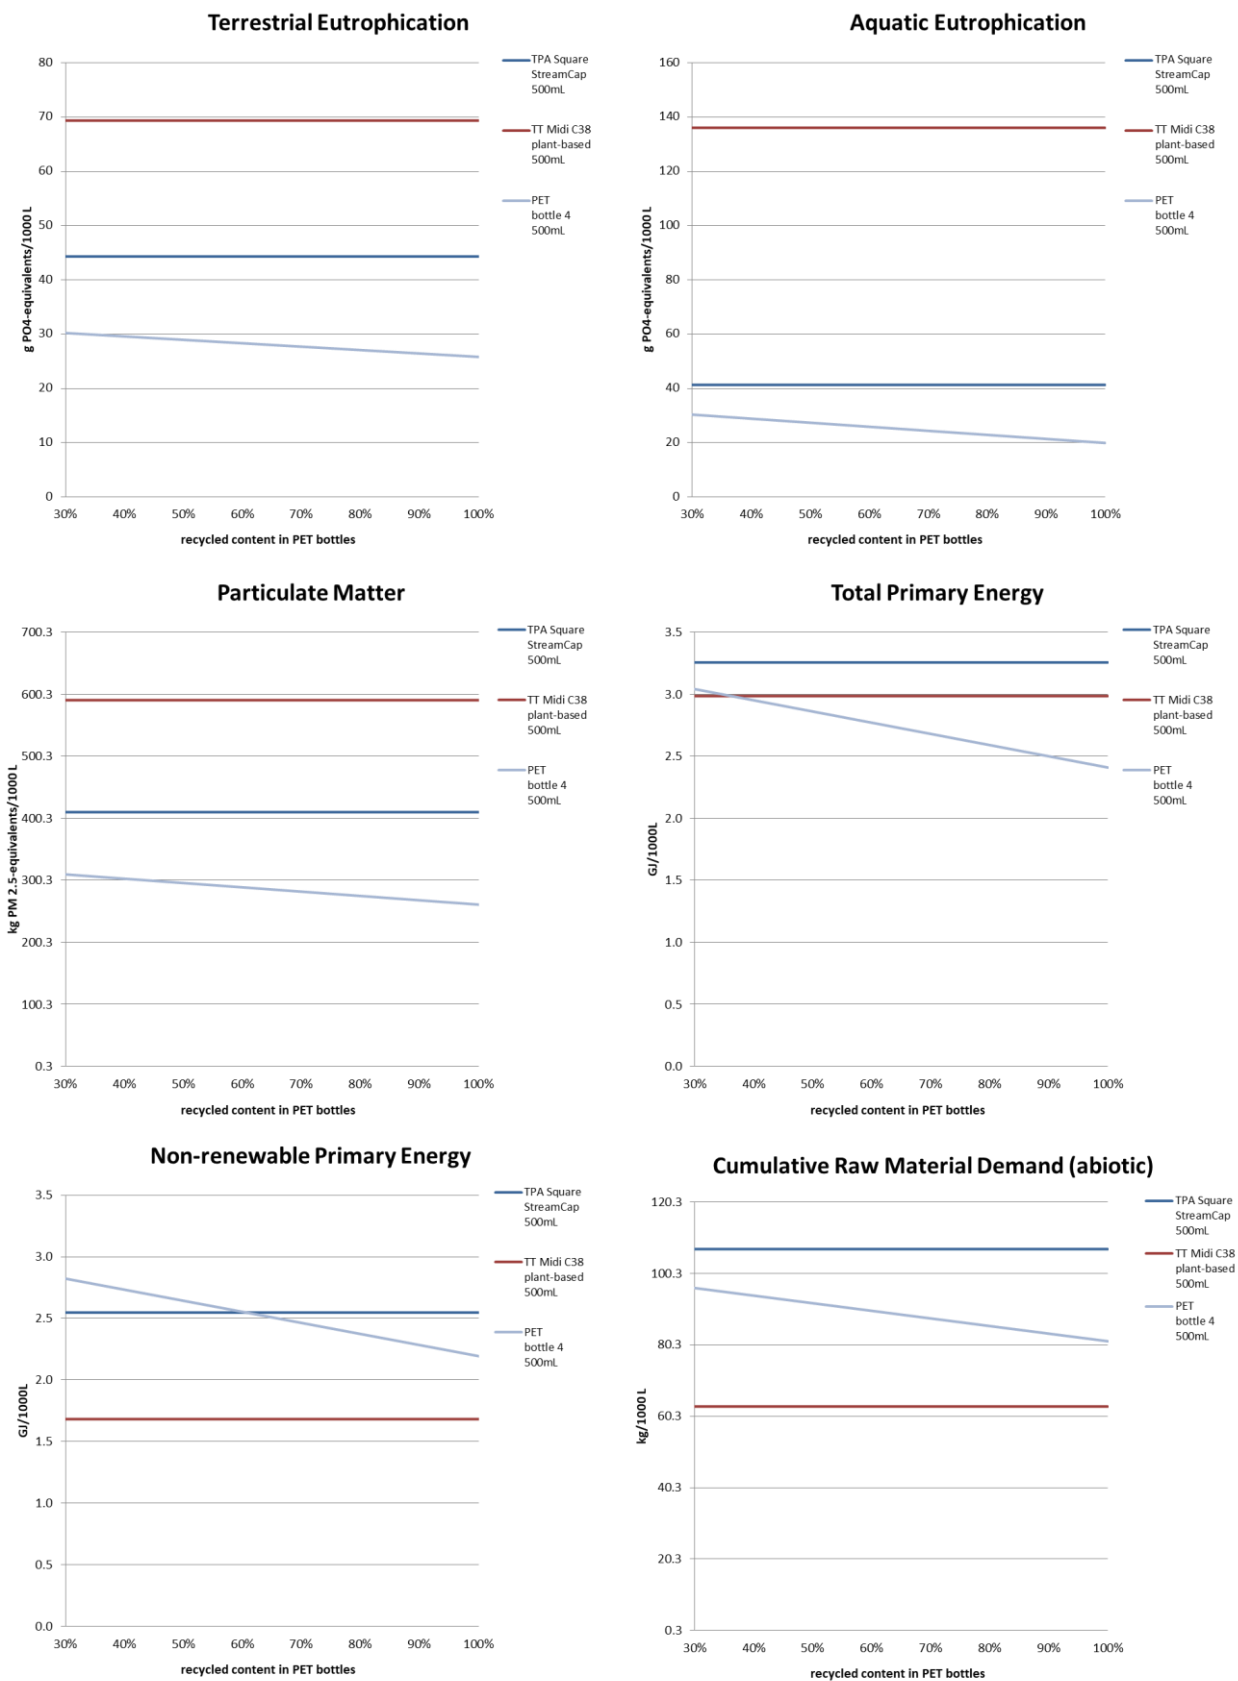 Terrestrial Eutrophication
80
70
60
50
40
30
20
10
0
g PO4-equivalents/1000 L
30% 40% 50% 60% 70% 80% 90% 100%
recycled content in PET bottles
TPA Square
StreamCap
500mL
TT Midi C38
plant-based
500mL
PET
bottle 4
500mL
Aquatic Eutrophication
160
140
120
100
80
60
40
20
0
g PO4-equivalents/1000 L
30% 40% 50% 60% 70% 80% 90% 100%
recycled content in PET bottles
TPA Square
StreamCap
500mL
TT Midi C38
plant-based
500mL
PET
bottle 4
500mL
Particulate Matter
700.3
600.3
500.3
400.3
300.3
200.3
100.3
0.3
kg PM 2.5-equivalents/1000 L
30% 40% 50% 60% 70% 80% 90% 100%
recycled content in PET bottles
TPA Square
StreamCap
500mL
TT Midi C38
plant-based
500mL
PET
bottle 4
500mL
Total Primary Energy
3.5
3.0
2.5
2.0
1.5
1.0
0.5
0.0
GJ/1000L
30% 40% 50% 60% 70% 80% 90% 100%
recycled content in PET bottles
TPA Square
StreamCap
500mL
TT Midi C38
plant-based
500mL
PET
bottle 4
500mL
Non-renewable Primary Energy
3.5
3.0
2.5
2.0
1.5
1.0
0.5
0.0
GJ/1000L
30% 40% 50% 60% 70% 80% 90% 100%
recycled content in PET bottles
TPA Square
StreamCap
500mL
TT Midi C38
plant-based
500mL
PET
bottle 4
500mL
Cumulative Raw Material Demand (abiotic)
120.3
100.3
80.3
60.3
40.3
20.3
0.3
kg/1000 L
30% 40% 50% 60% 70% 80% 90% 100%
recycled content in PET bottles
TPA Square
StreamCap
500mL
TT Midi C38
plant-based
500mL
PET
bottle 4
500mL